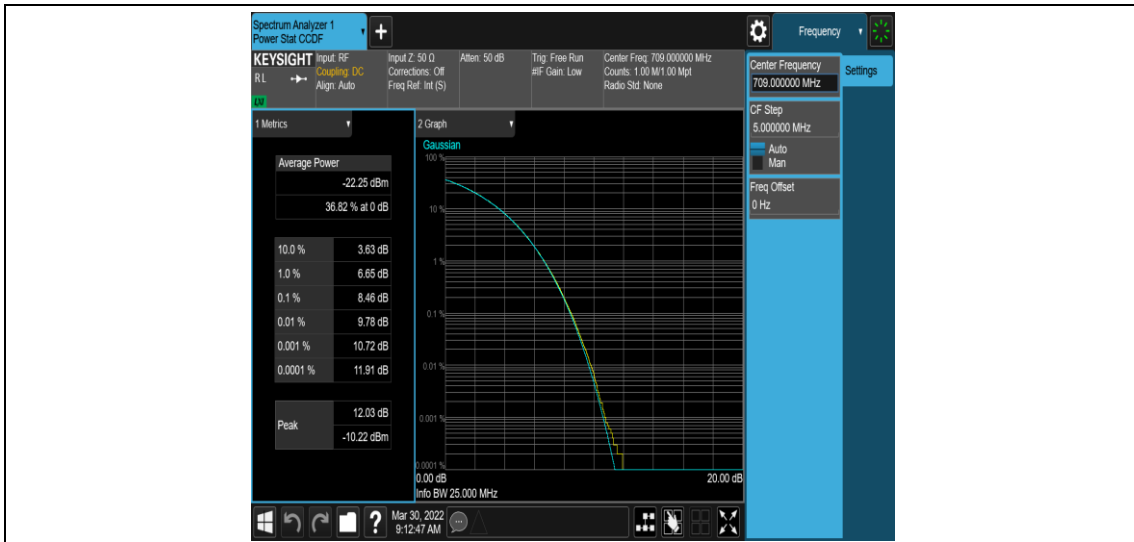 Spectrum Analyzer 1
Power Stat CCDF
+
Frequency
KEYSIGHT
RL
LXI
Input: RF
Coupling: DC
Align: Auto
Input Z: 50 Ω
Corrections: Off
Freq Ref: Int (S)
Atten: 50 dB
Trig: Free Run
#IF Gain: Low
Center Freq: 709.000000 MHz
Counts: 1.00 M/1.00 Mpt
Radio Std: None
Center Frequency
709.000000 MHz
Settings
CF Step
5.000000 MHz
Auto
Man
Freq Offset
0 Hz
1 Metrics
Average Power
-22.25 dBm
36.82 % at 0 dB
10.0 % 3.63 dB
1.0 % 6.65 dB
0.1 % 8.46 dB
0.01 % 9.78 dB
0.001 % 10.72 dB
0.0001 % 11.91 dB
Peak
12.03 dB
-10.22 dBm
2 Graph
Gaussian
100 %
10 %
1 %
0.1 %
0.01 %
0.001 %
0.0001 %
0.00 dB 20.00 dB
Info BW 25.000 MHz
?
Mar 30, 2022
9:12:47 AM